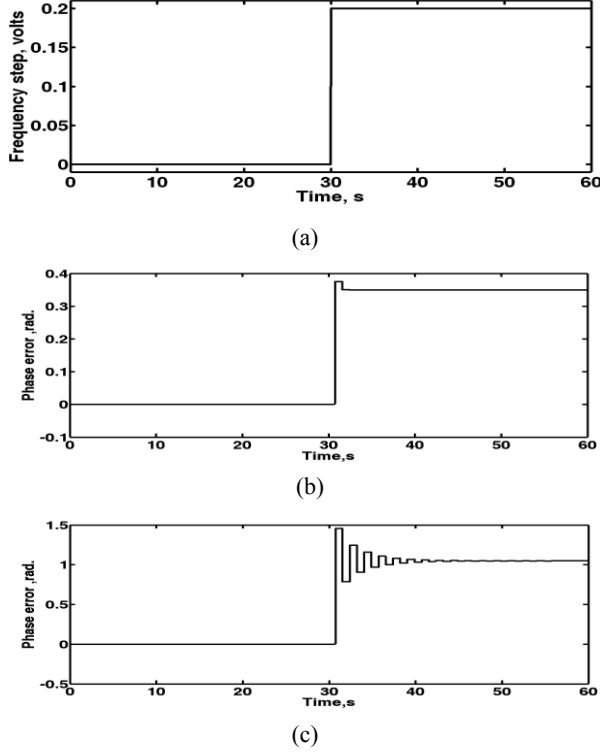 Frequency step, volts
0.2
0.15
0.1
0.05
0
0 10 20 30 40 50 60
Time, s
(a)
Phase error ,rad.
0.4
0.3
0.2
0.1
0
-0.1
0 10 20 30 40 50 60
Time,s
(b)
Phase error ,rad.
1.5
1
0.5
0
-0.5
0 10 20 30 40 50 60
Time,s
(c)